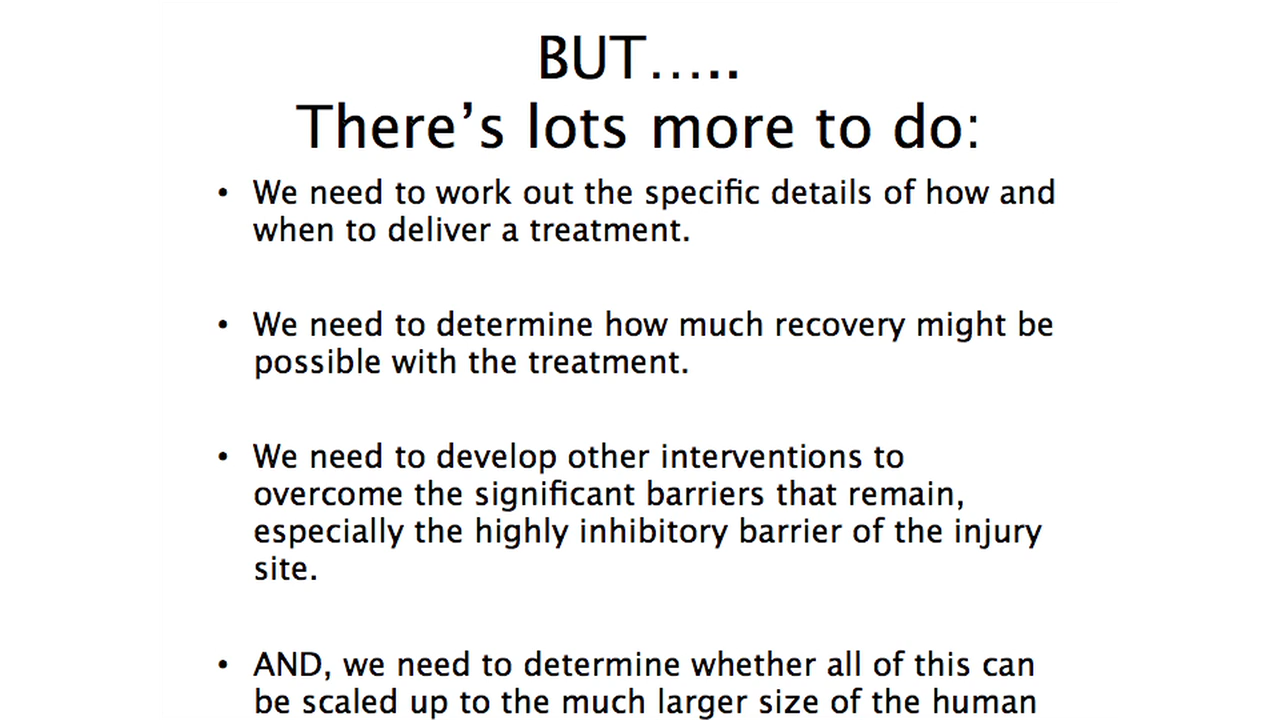 BUT…..
There’s lots more to do:
• We need to work out the specific details of how and
when to deliver a treatment.
• We need to determine how much recovery might be
possible with the treatment.
• We need to develop other interventions to
overcome the significant barriers that remain,
especially the highly inhibitory barrier of the injury
site.
• AND, we need to determine whether all of this can
be scaled up to the much larger size of the human